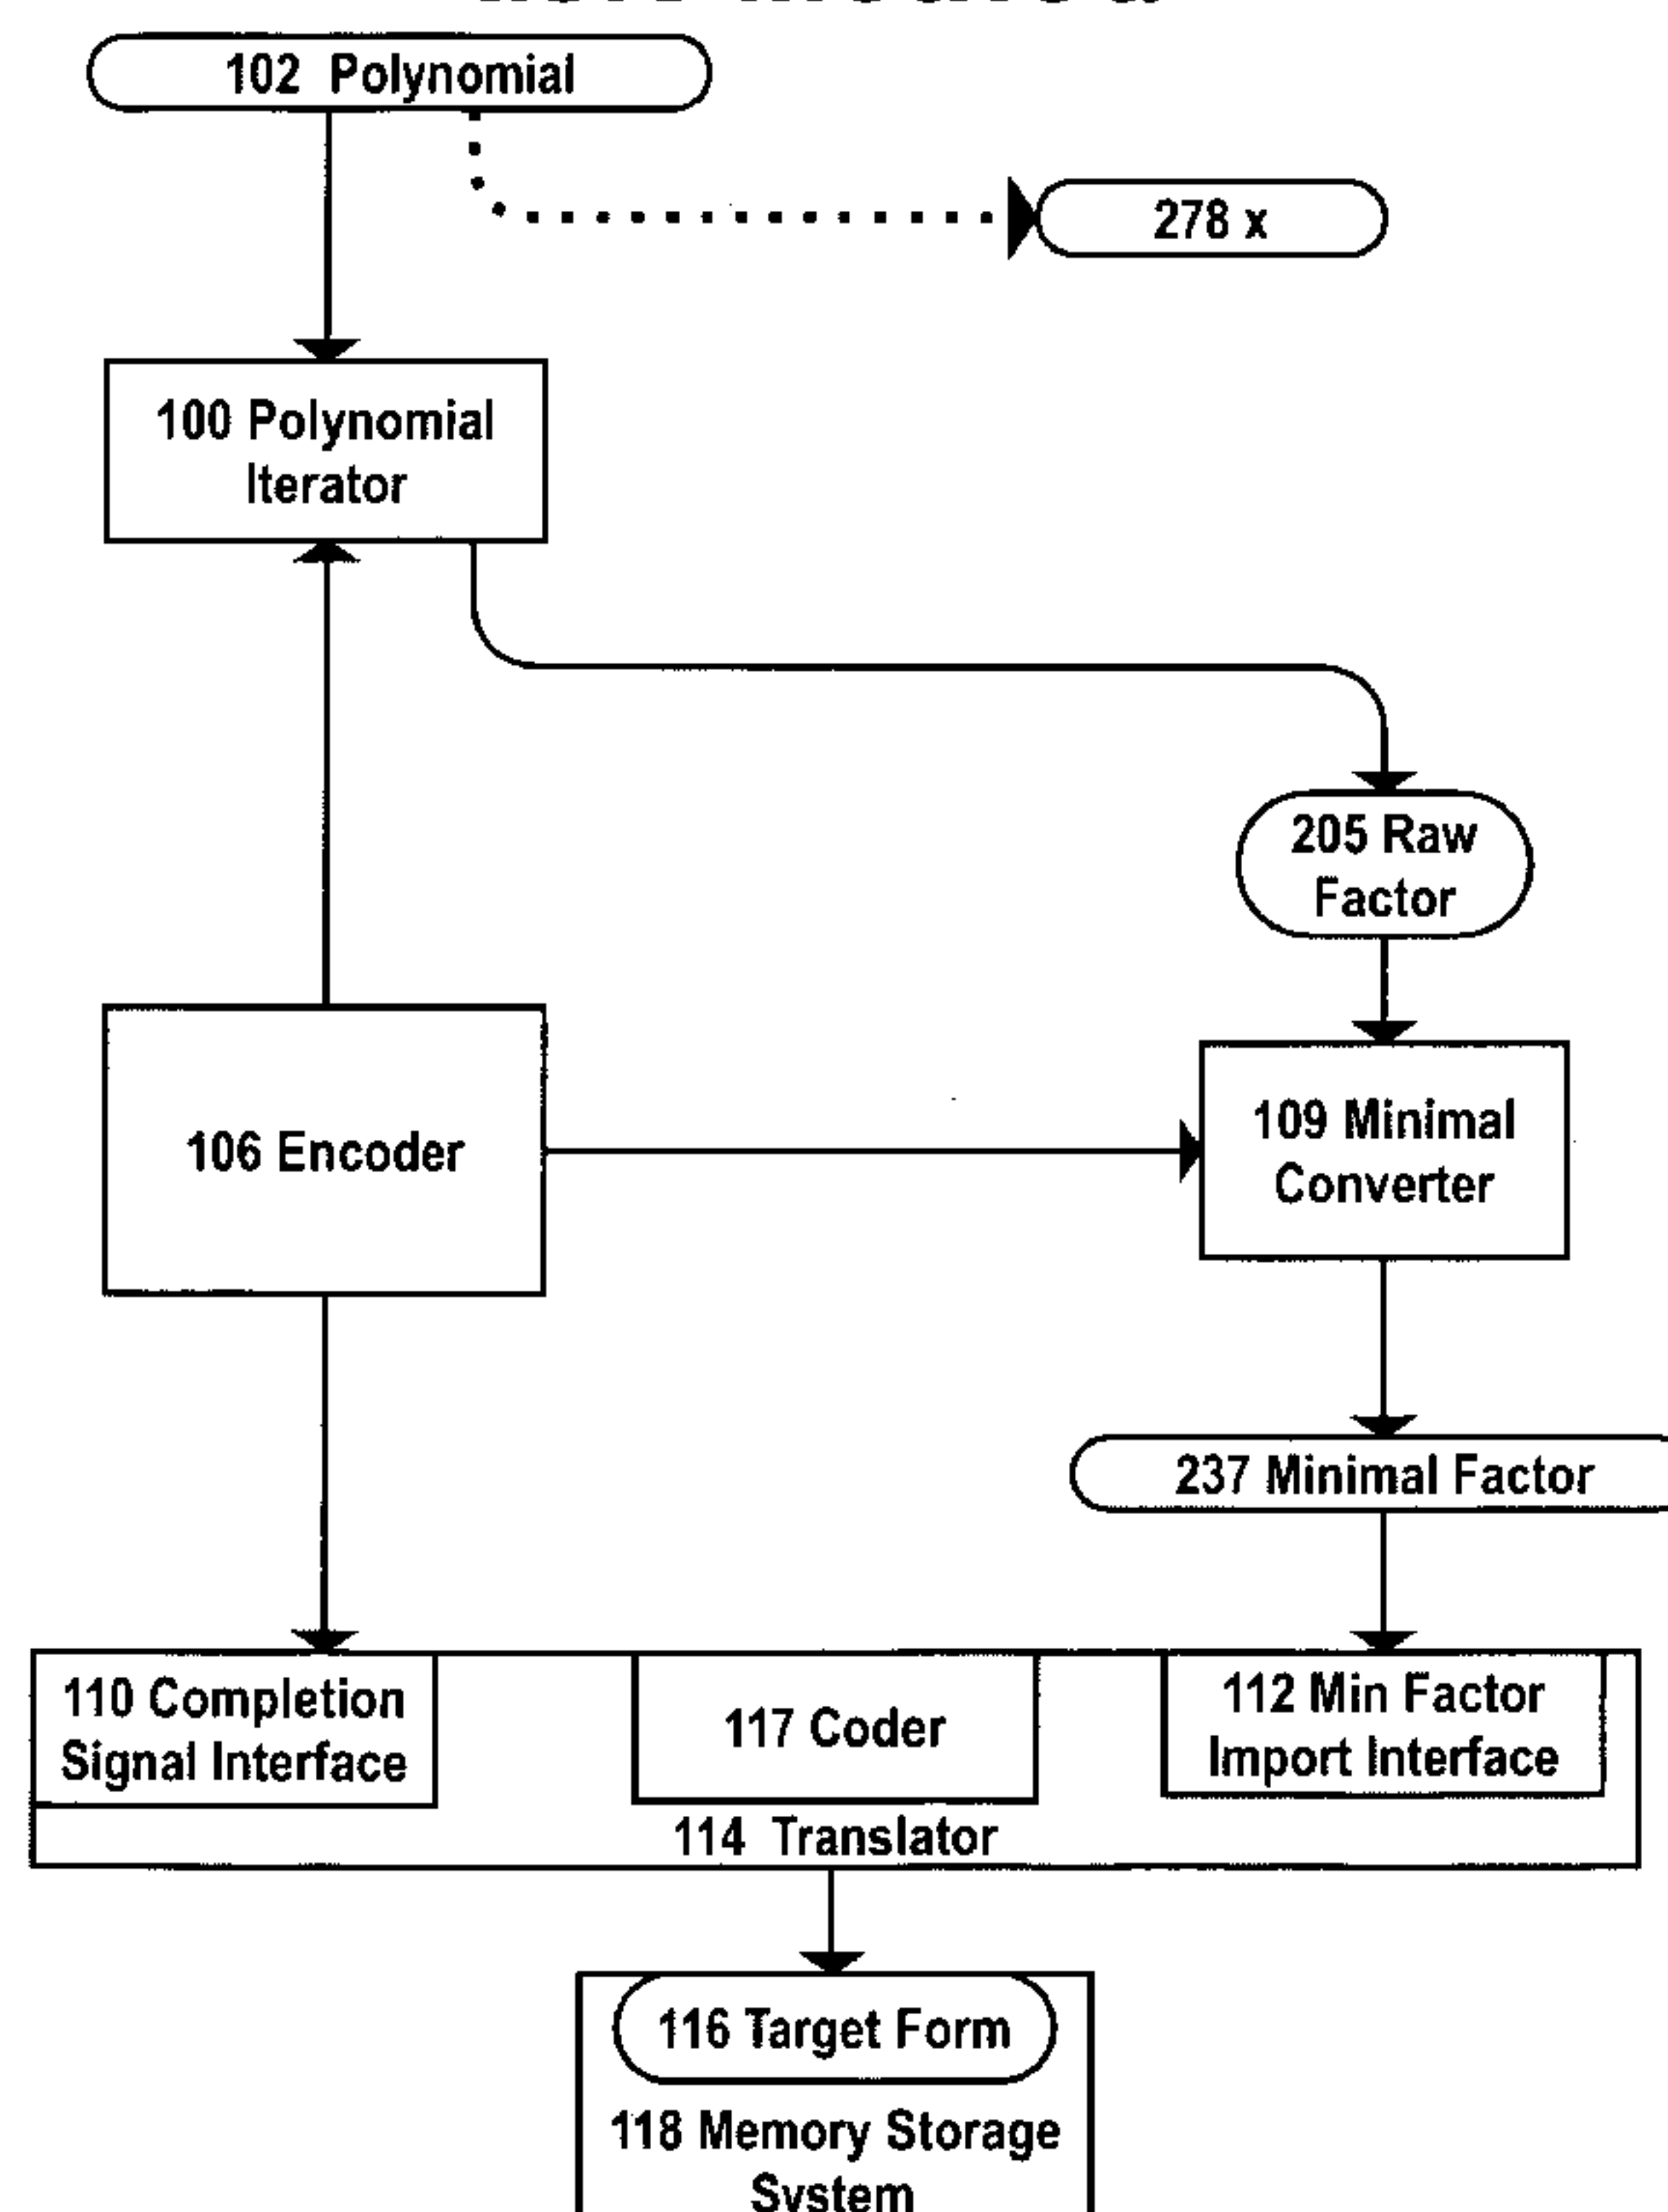 102 Polynomial
278 x
100 Polynomial
Iterator
205 Raw
Factor
106 Encoder
109 Minimal
Converter
237 Minimal Factor
110 Completion
Signal Interface
117 Coder
112 Min Factor
Import Interface
114 Translator
116 Target Form
118 Memory Storage
System